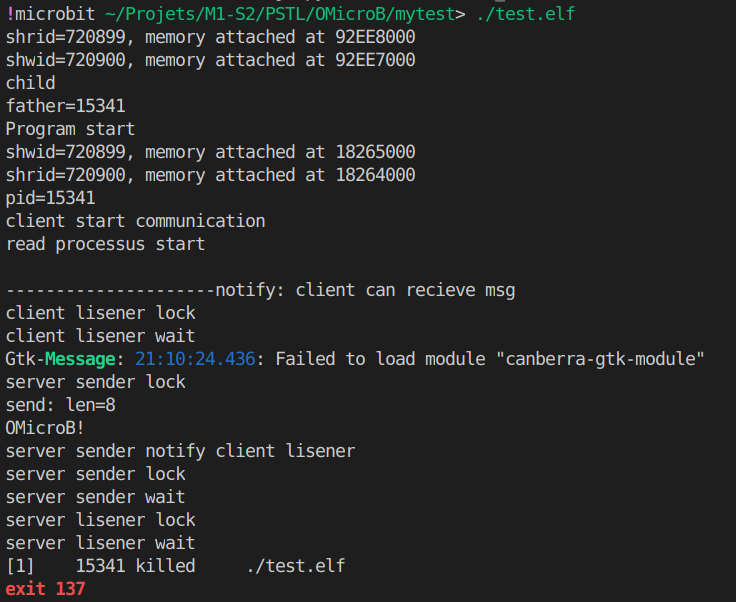 !microbit ~/Projets/M1-S2/PSTL/OMicroB/mytest> ./test.elf
shrid=720899, memory attached at 92EE8000
shwid=720900, memory attached at 92EE7000
child
father=15341
Program start
shwid=720899, memory attached at 18265000
shrid=720900, memory attached at 18264000
pid=15341
client start communication
read processus start
---------------------notify: client can recieve msg
client lisener lock
client lisener wait
Gtk-Message: 21:10:24.436: Failed to load module "canberra-gtk-module"
server sender lock
send: len=8
OMicroB!
server sender notify client lisener
server sender lock
server sender wait
server lisener lock
server lisener wait
[1]    15341 killed     ./test.elf
exit 137